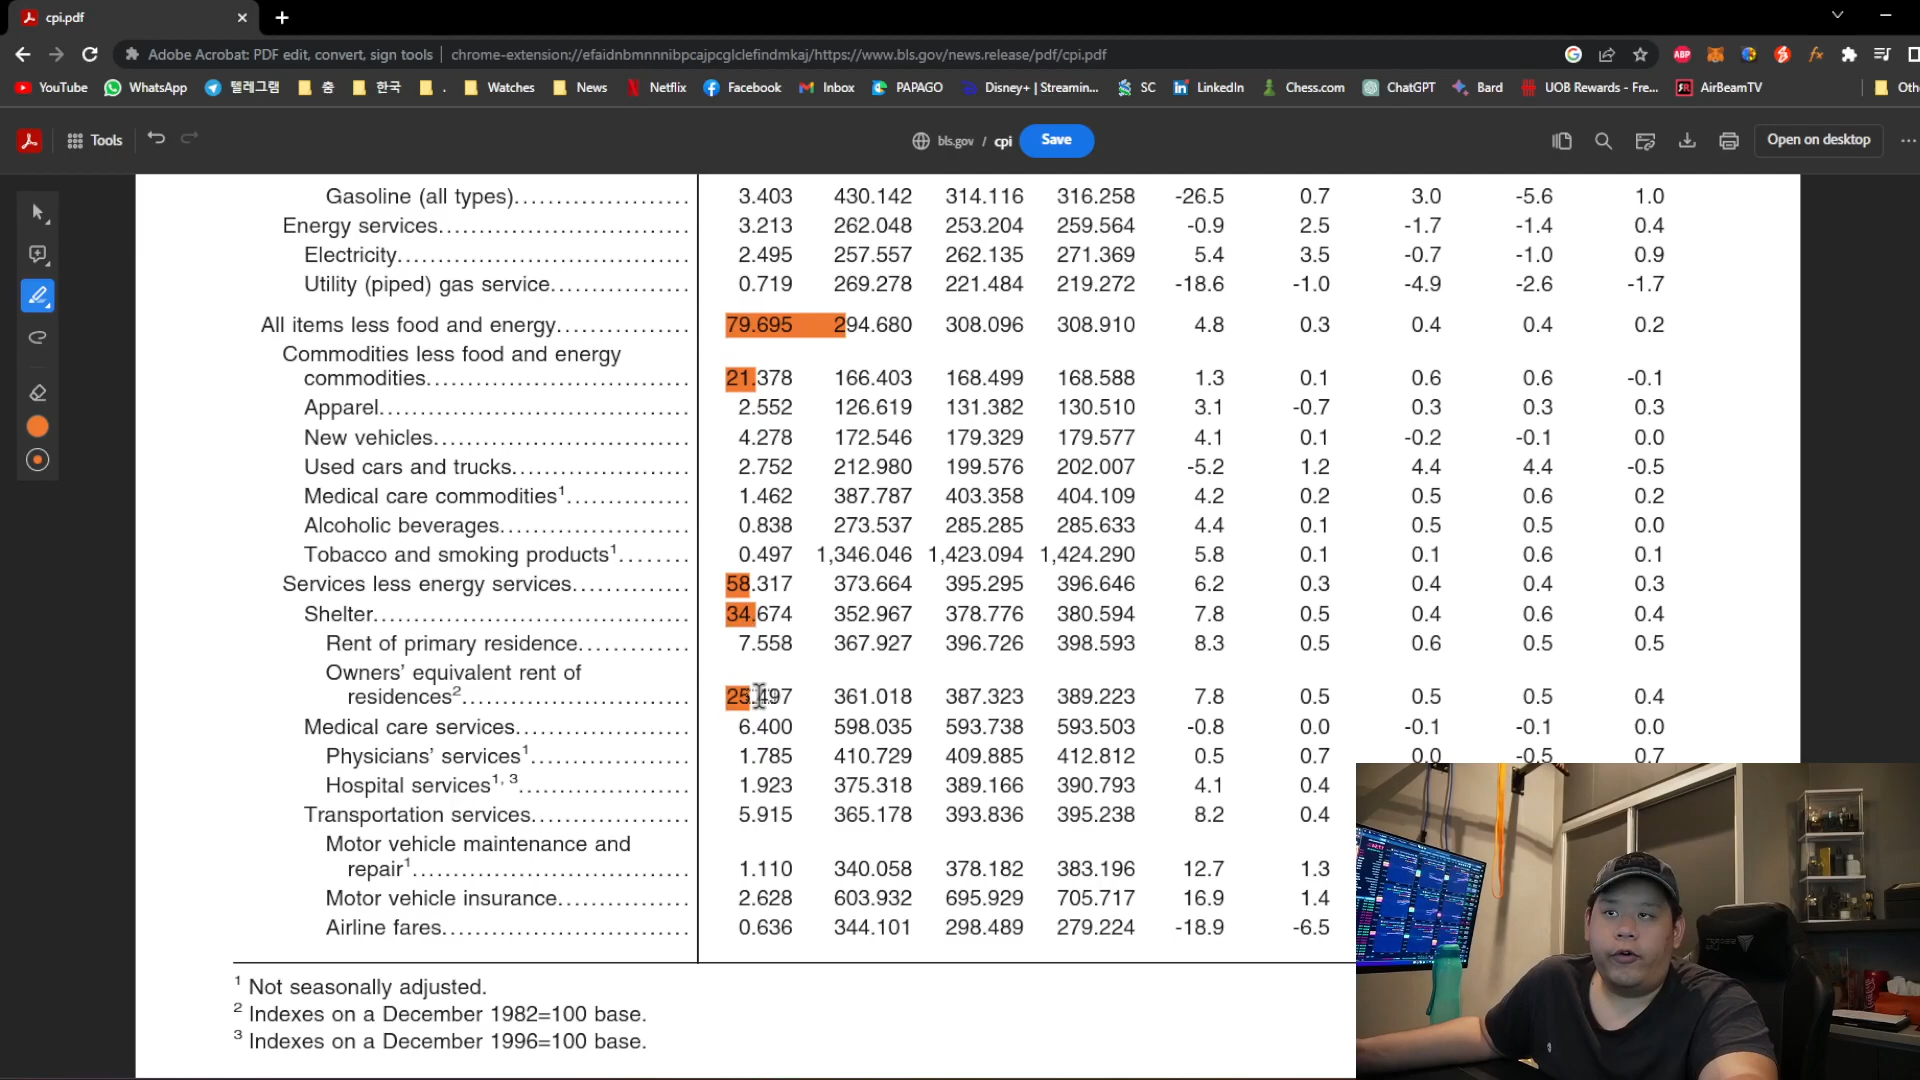 cpi.pdf
Adobe Acrobat: PDF edit, convert, sign tools chrome-extension://efaidnbmnnnibpcajpcglclefindmkaj/https://www.bls.gov/news.release/pdf/cpi.pdf
YouTube WhatsApp 텔레그램 춤 한국 . Watches News Netflix Facebook Inbox PAPAGO Disney+ | Streamin... SC LinkedIn Chess.com ChatGPT Bard UOB Rewards - Fre... AirBeamTV Oth
Tools bls.gov / cpi Save Open on desktop
Gasoline (all types) 3.403 430.142 314.116 316.258 -26.5 0.7 3.0 -5.6 1.0
Energy services 3.213 262.048 253.204 259.564 -0.9 2.5 -1.7 -1.4 0.4
Electricity 2.495 257.557 262.135 271.369 5.4 3.5 -0.7 -1.0 0.9
Utility (piped) gas service 0.719 269.278 221.484 219.272 -18.6 -1.0 -4.9 -2.6 -1.7
All items less food and energy 79.695 294.680 308.096 308.910 4.8 0.3 0.4 0.4 0.2
Commodities less food and energy
commodities 21.378 166.403 168.499 168.588 1.3 0.1 0.6 0.6 -0.1
Apparel 2.552 126.619 131.382 130.510 3.1 -0.7 0.3 0.3 0.3
New vehicles 4.278 172.546 179.329 179.577 4.1 0.1 -0.2 -0.1 0.0
Used cars and trucks 2.752 212.980 199.576 202.007 -5.2 1.2 4.4 4.4 -0.5
Medical care commodities¹ 1.462 387.787 403.358 404.109 4.2 0.2 0.5 0.6 0.2
Alcoholic beverages 0.838 273.537 285.285 285.633 4.4 0.1 0.5 0.5 0.0
Tobacco and smoking products¹ 0.497 1,346.046 1,423.094 1,424.290 5.8 0.1 0.1 0.6 0.1
Services less energy services 58.317 373.664 395.295 396.646 6.2 0.3 0.4 0.4 0.3
Shelter 34.674 352.967 378.776 380.594 7.8 0.5 0.4 0.6 0.4
Rent of primary residence 7.558 367.927 396.726 398.593 8.3 0.5 0.6 0.5 0.5
Owners' equivalent rent of
residences² 25.497 361.018 387.323 389.223 7.8 0.5 0.5 0.5 0.4
Medical care services 6.400 598.035 593.738 593.503 -0.8 0.0 -0.1 -0.1 0.0
Physicians' services¹ 1.785 410.729 409.885 412.812 0.5 0.7 0.0 -0.5 0.7
Hospital services¹, ³ 1.923 375.318 389.166 390.793 4.1 0.4
Transportation services 5.915 365.178 393.836 395.238 8.2 0.4
Motor vehicle maintenance and
repair¹ 1.110 340.058 378.182 383.196 12.7 1.3
Motor vehicle insurance 2.628 603.932 695.929 705.717 16.9 1.4
Airline fares 0.636 344.101 298.489 279.224 -18.9 -6.5
¹ Not seasonally adjusted.
² Indexes on a December 1982=100 base.
³ Indexes on a December 1996=100 base.